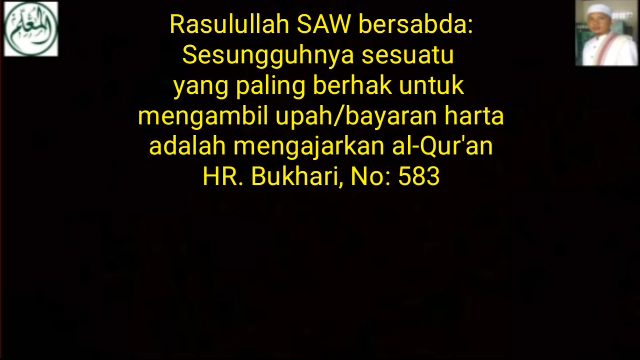 المعلم
Rasulullah SAW bersabda:
Sesungguhnya sesuatu
yang paling berhak untuk
mengambil upah/bayaran harta
adalah mengajarkan al-Qur'an
HR. Bukhari, No: 583